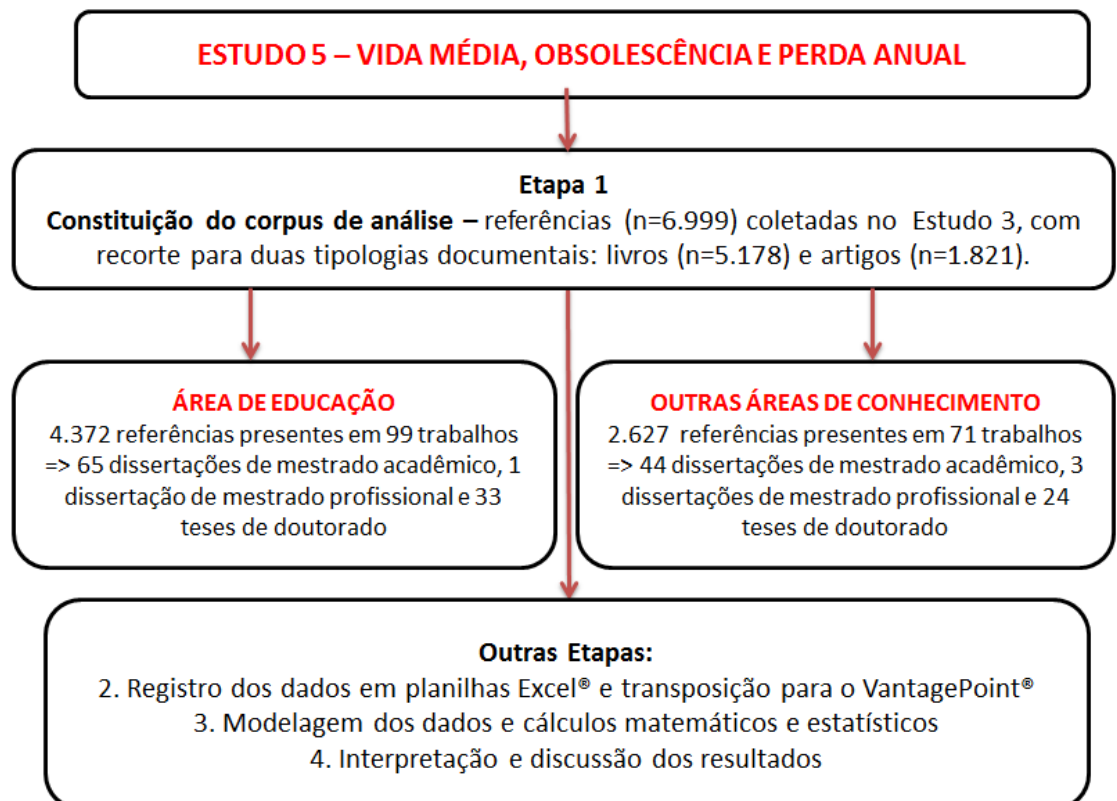 ESTUDO 5 – VIDA MÉDIA, OBSOLESCÊNCIA E PERDA ANUAL
Etapa 1
Constituição do corpus de análise – referências (n=6.999) coletadas no Estudo 3, com
recorte para duas tipologias documentais: livros (n=5.178) e artigos (n=1.821).
ÁREA DE EDUCAÇÃO
4.372 referências presentes em 99 trabalhos
=> 65 dissertações de mestrado acadêmico, 1
dissertação de mestrado profissional e 33
teses de doutorado
OUTRAS ÁREAS DE CONHECIMENTO
2.627 referências presentes em 71 trabalhos
=> 44 dissertações de mestrado acadêmico, 3
dissertações de mestrado profissional e 24
teses de doutorado
Outras Etapas:
2. Registro dos dados em planilhas Excel® e transposição para o VantagePoint®
3. Modelagem dos dados e cálculos matemáticos e estatísticos
4. Interpretação e discussão dos resultados